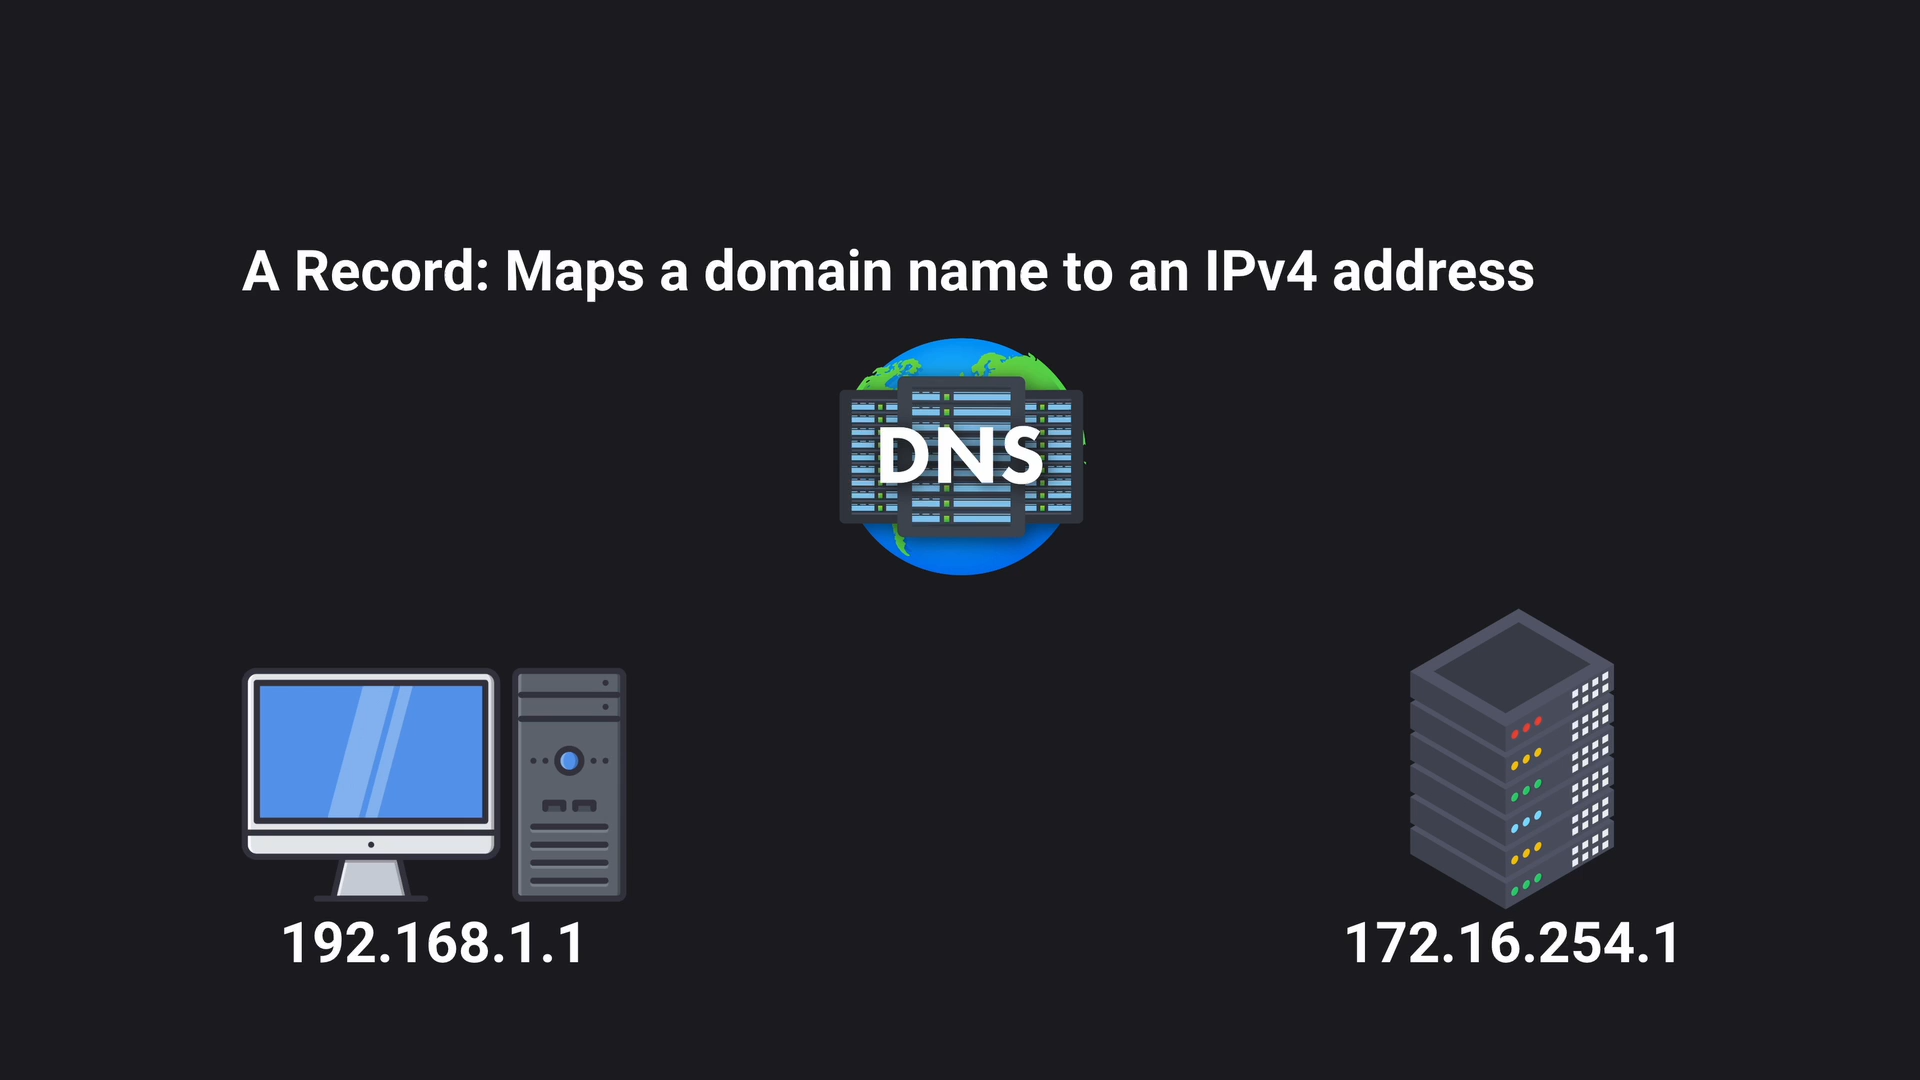 A Record: Maps a domain name to an IPv4 address
DNS
192.168.1.1
172.16.254.1